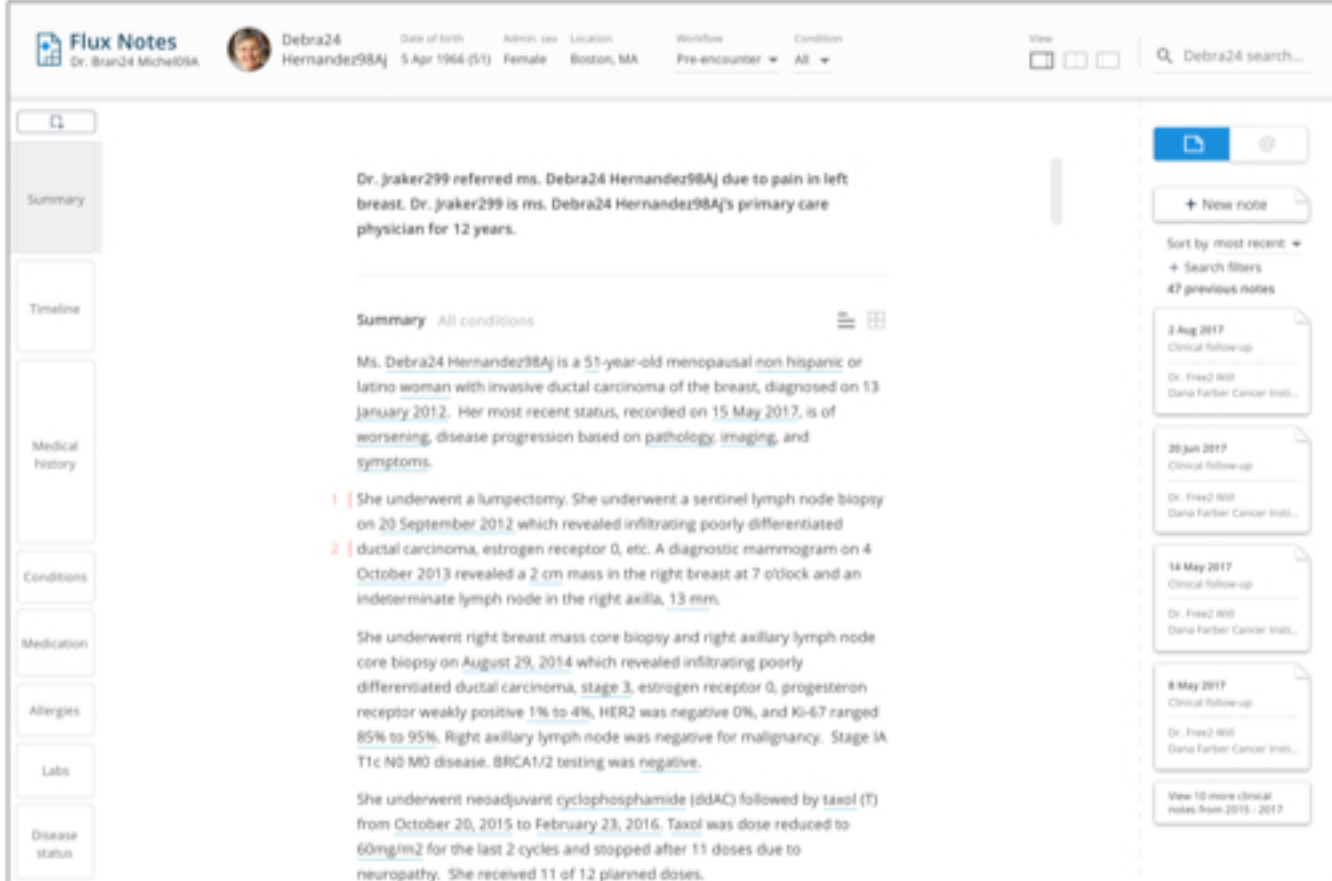 Flux Notes
Dr. Bran24 Michel09A
Debra24
Hernandez98Aj
Date of birth
5 Apr 1966 (51)
Admin. sex
Female
Location
Boston, MA
Workflow
Pre-encounter
Condition
All
View
Debra24 search...
Summary
Timeline
Medical
history
Conditions
Medication
Allergies
Labs
Disease
status
Dr. Jraker299 referred ms. Debra24 Hernandez98Aj due to pain in left
breast. Dr. Jraker299 is ms. Debra24 Hernandez98Aj's primary care
physician for 12 years.
Summary All conditions
Ms. Debra24 Hernandez98Aj is a 51-year-old menopausal non hispanic or
latino woman with invasive ductal carcinoma of the breast, diagnosed on 13
January 2012. Her most recent status, recorded on 15 May 2017, is of
worsening, disease progression based on pathology, imaging, and
symptoms.
1 She underwent a lumpectomy. She underwent a sentinel lymph node biopsy
on 20 September 2012 which revealed infiltrating poorly differentiated
2 ductal carcinoma, estrogen receptor 0, etc. A diagnostic mammogram on 4
October 2013 revealed a 2 cm mass in the right breast at 7 o'clock and an
indeterminate lymph node in the right axilla, 13 mm.
She underwent right breast mass core biopsy and right axillary lymph node
core biopsy on August 29, 2014 which revealed infiltrating poorly
differentiated ductal carcinoma, stage 3, estrogen receptor 0, progesteron
receptor weakly positive 1% to 4%, HER2 was negative 0%, and Ki-67 ranged
85% to 95%. Right axillary lymph node was negative for malignancy. Stage IA
T1c N0 M0 disease. BRCA1/2 testing was negative.
She underwent neoadjuvant cyclophosphamide (ddAC) followed by taxol (T)
from October 20, 2015 to February 23, 2016. Taxol was dose reduced to
60mg/m2 for the last 2 cycles and stopped after 11 doses due to
neuropathy. She received 11 of 12 planned doses.
@
+ New note
Sort by most recent
+ Search filters
47 previous notes
2 Aug 2017
Clinical follow-up
Dr. Free2 Will
Dana Farber Cancer Insti...
20 Jun 2017
Clinical follow-up
Dr. Free2 Will
Dana Farber Cancer Insti...
14 May 2017
Clinical follow-up
Dr. Free2 Will
Dana Farber Cancer Insti...
8 May 2017
Clinical follow-up
Dr. Free2 Will
Dana Farber Cancer Insti...
View 10 more clinical
notes from 2015 - 2017